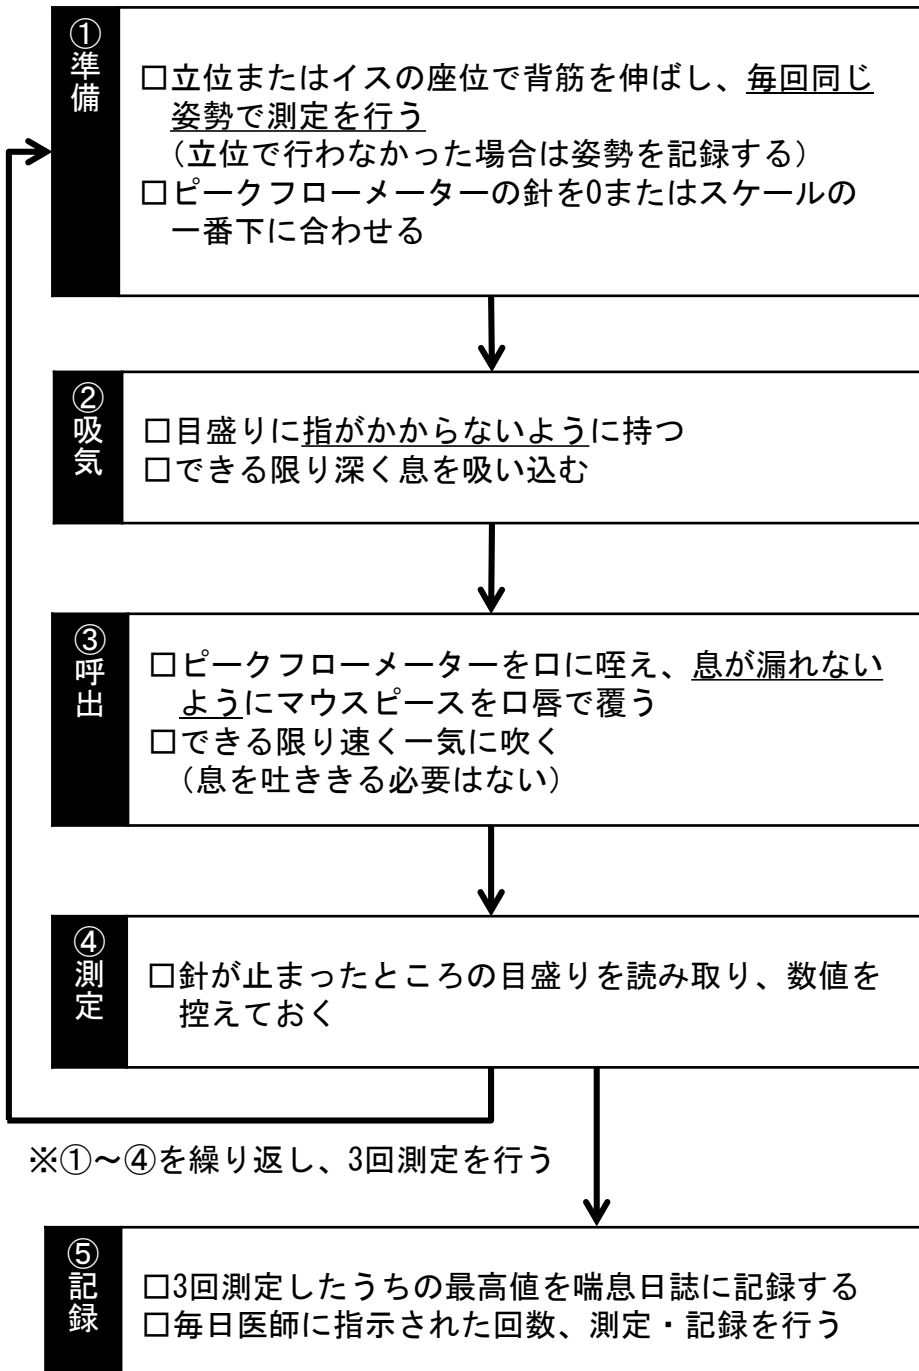 ①準備
□立位またはイスの座位で背筋を伸ばし、毎回同じ
姿勢で測定を行う
（立位で行わなかった場合は姿勢を記録する）
□ピークフローメーターの針を0またはスケールの
一番下に合わせる
②吸気
□目盛りに指がかからないように持つ
□できる限り深く息を吸い込む
③呼出
□ピークフローメーターを口に咥え、息が漏れない
ようにマウスピースを口唇で覆う
□できる限り速く一気に吹く
（息を吐ききる必要はない）
④測定
□針が止まったところの目盛りを読み取り、数値を
控えておく
※①～④を繰り返し、3回測定を行う
⑤記録
□3回測定したうちの最高値を喘息日誌に記録する
□毎日医師に指示された回数、測定・記録を行う